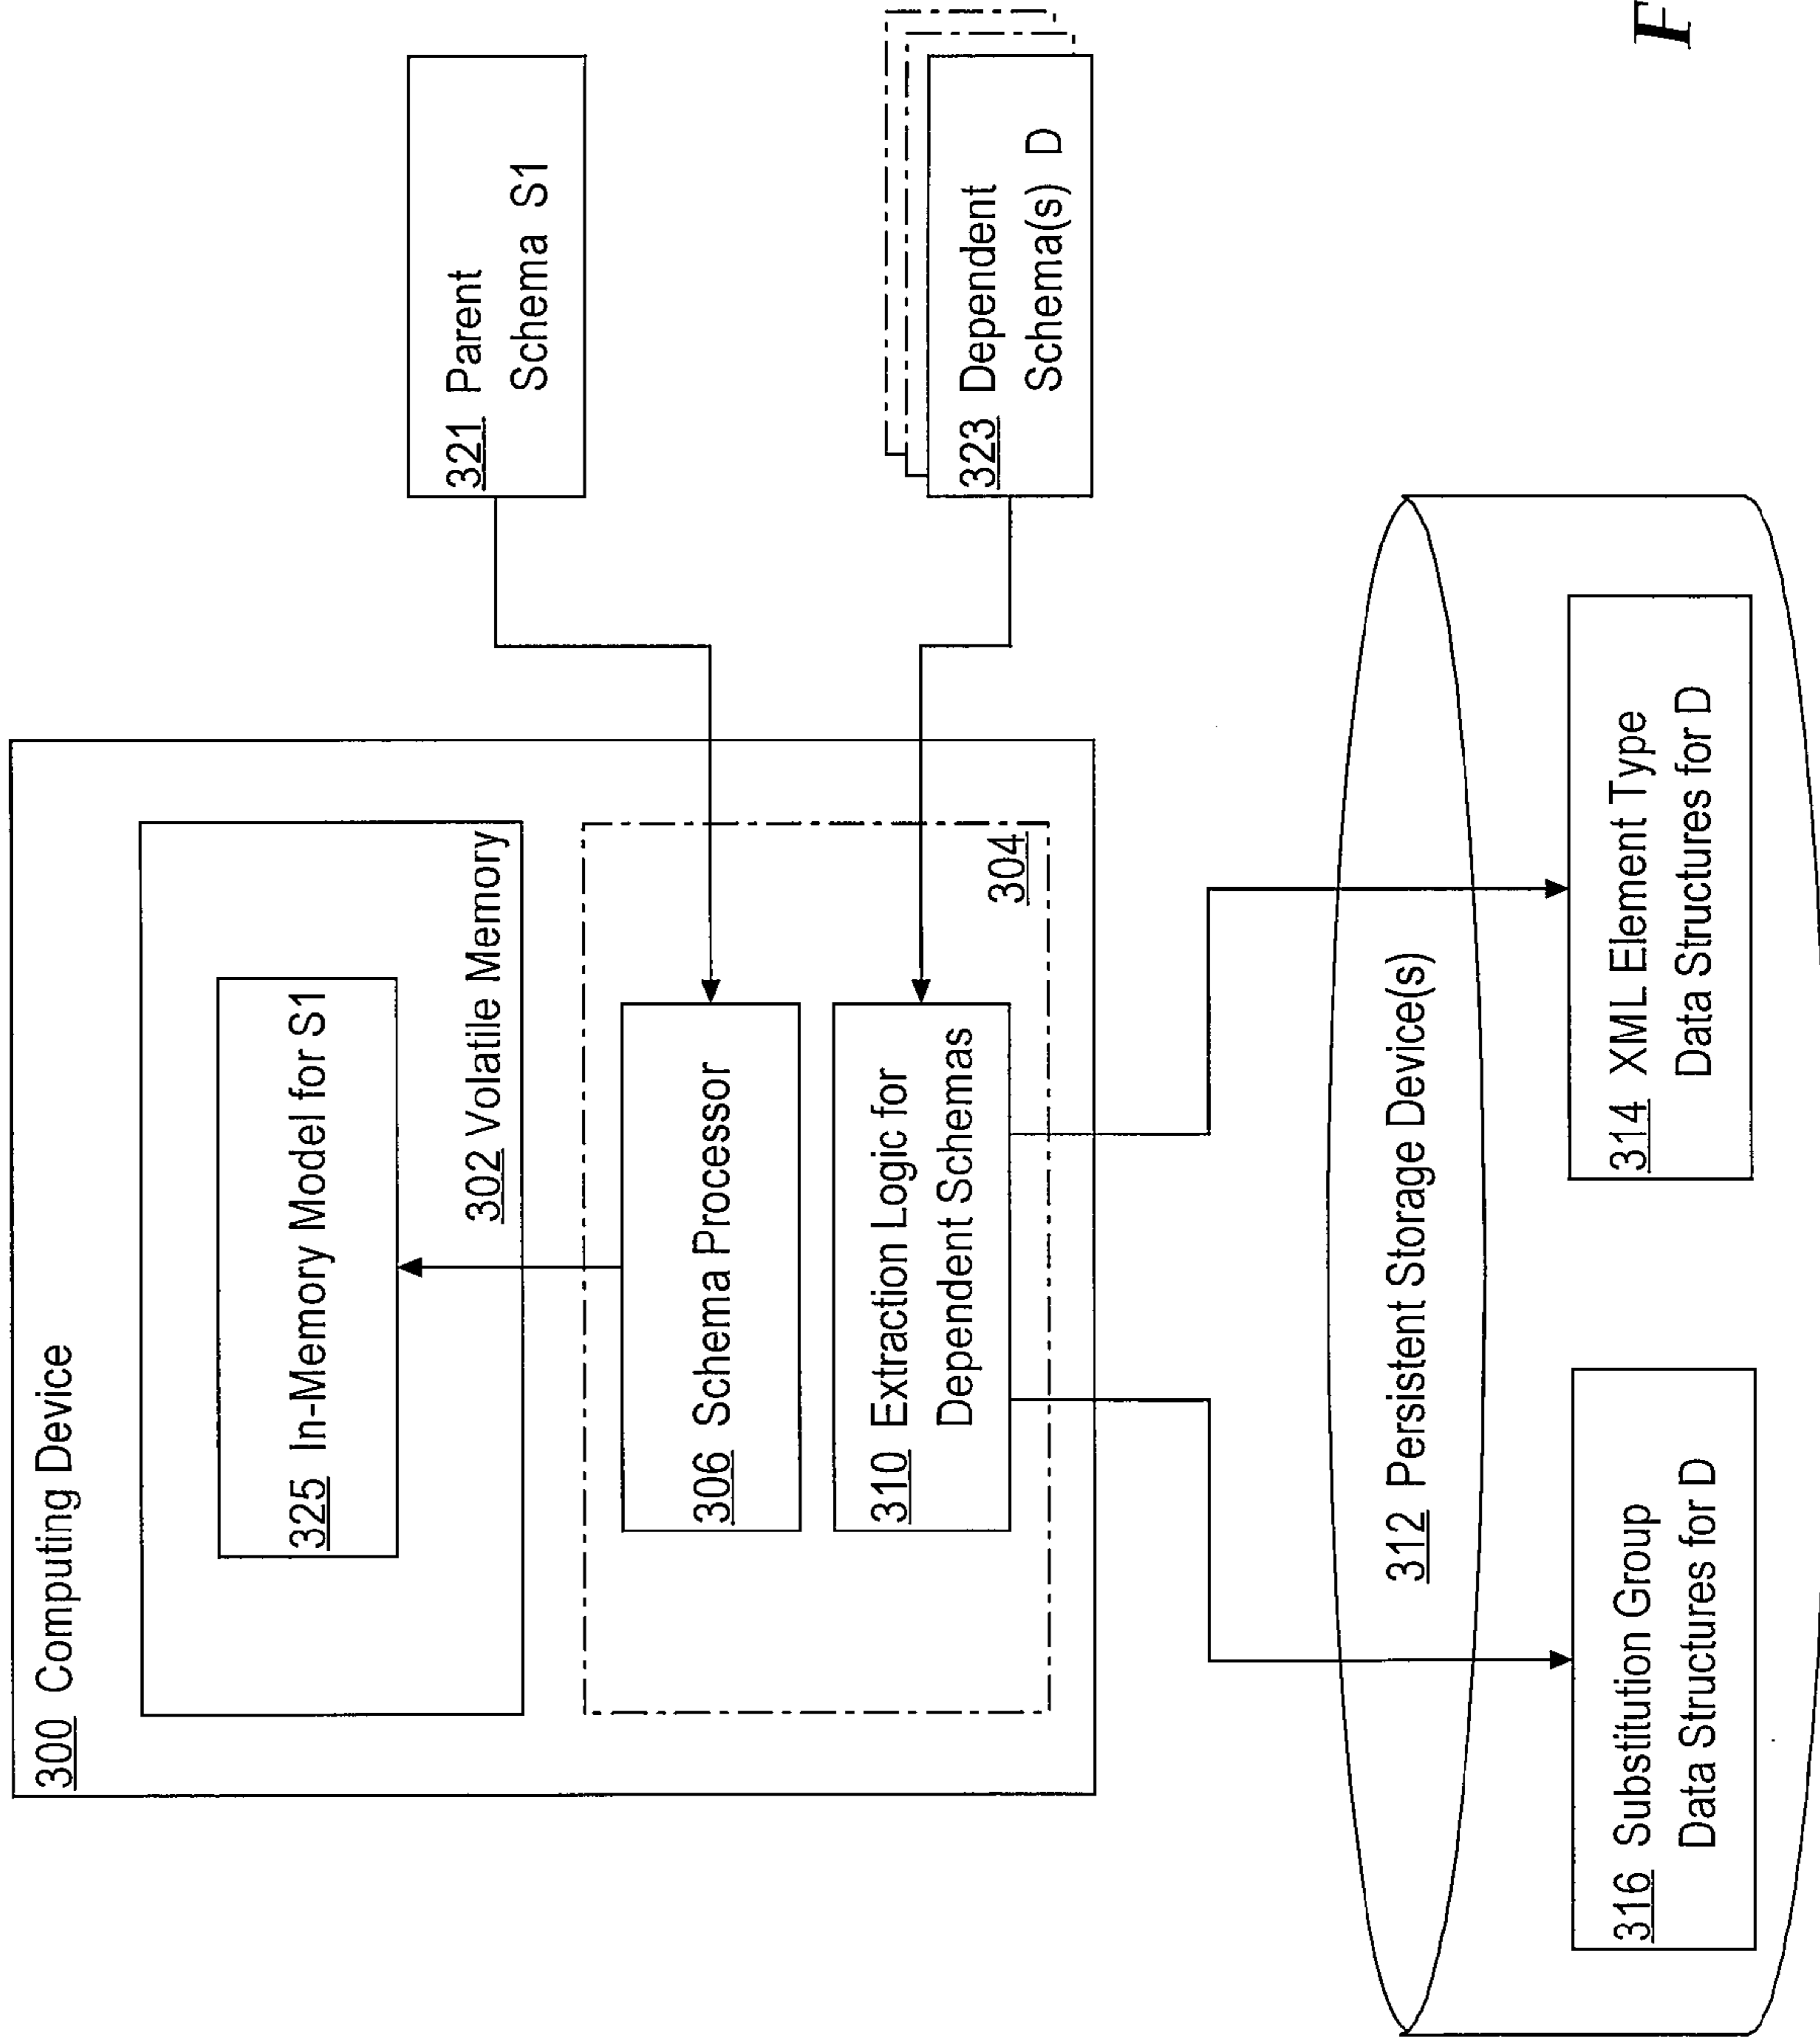 300 Computing Device
325 In-Memory Model for S1
302 Volatile Memory
306 Schema Processor
310 Extraction Logic for
Dependent Schemas
304
321 Parent
Schema S1
323 Dependent
Schema(s) D
312 Persistent Storage Device(s)
316 Substitution Group
Data Structures for D
314 XML Element Type
Data Structures for D
F